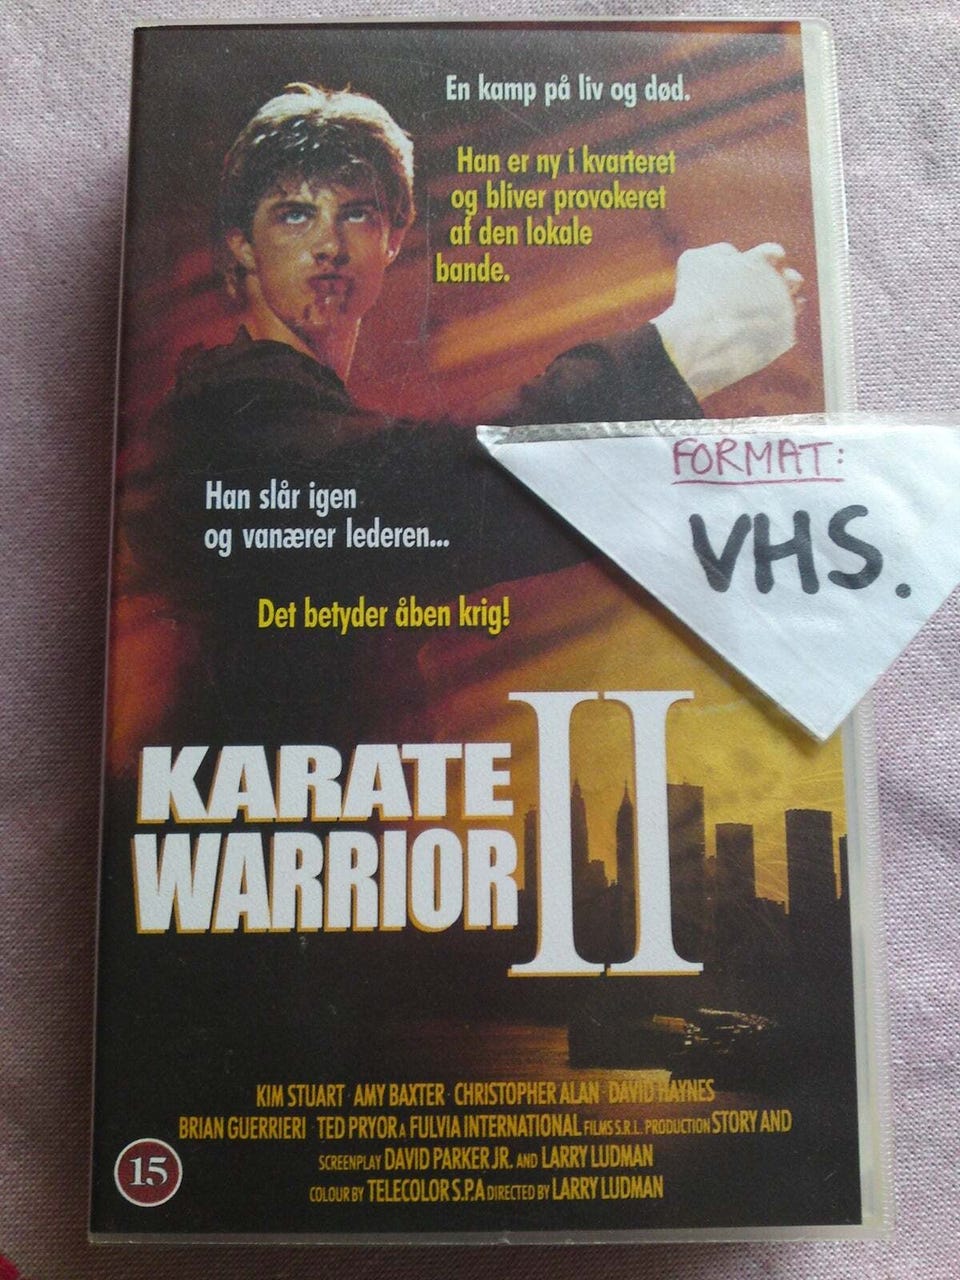 En kamp på liv og død.
Han er ny i kvarteret
og bliver provokeret
af den lokale
bande.
FORMAT:
VHS.
Han slår igen
og vanærer lederen...
Det betyder åben krig!
KARATE
WARRIOR
II
KIM STUART · AMY BAXTER · CHRISTOPHER ALAN · DAVID HAYNES
BRIAN GUERRIERI · TED PRYOR A FULVIA INTERNATIONAL FILMS S.R.L. PRODUCTION STORY AND
SCREENPLAY DAVID PARKER JR. AND LARRY LUDMAN
COLOUR BY TELECOLOR S.P.A DIRECTED BY LARRY LUDMAN
15